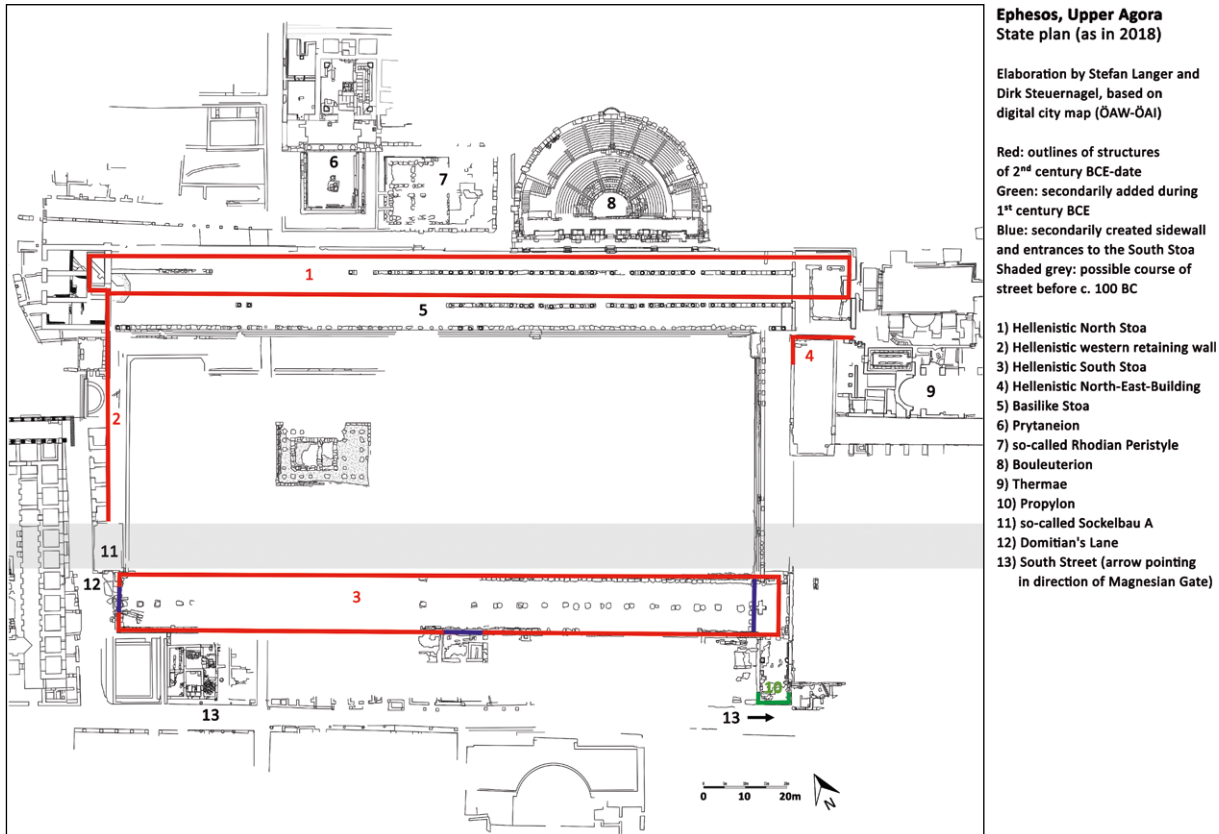 Ephesos, Upper Agora
State plan (as in 2018)
Elaboration by Stefan Langer and
Dirk Steuernagel, based on
digital city map (ÖAW-ÖAI)
Red: outlines of structures
of 2nd century BCE-date
Green: secondarily added during
1st century BCE
Blue: secondarily created sidewall
and entrances to the South Stoa
Shaded grey: possible course of
street before c. 100 BC
1) Hellenistic North Stoa
2) Hellenistic western retaining wall
3) Hellenistic South Stoa
4) Hellenistic North-East-Building
5) Basilike Stoa
6) Prytaneion
7) so-called Rhodian Peristyle
8) Bouleuterion
9) Thermae
10) Propylon
11) so-called Sockelbau A
12) Domitian's Lane
13) South Street (arrow pointing
in direction of Magnesian Gate)
6
7
8
1
5
4
9
2
11
12
3
10
13
13
0 10 20m
N